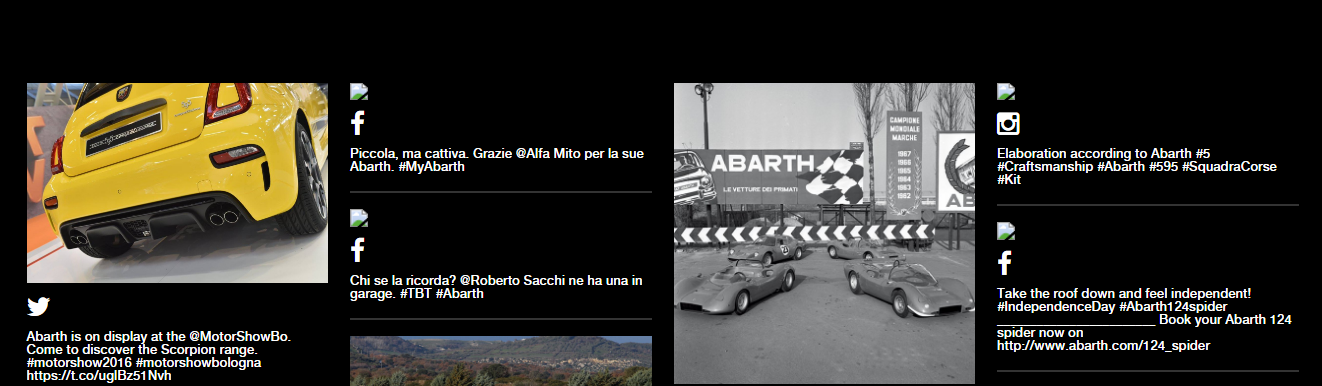 Abarth is on display at the @MotorShowBo.
Come to discover the Scorpion range.
#motorshow2016 #motorshowbologna
https://t.co/uglBz51Nvh
Piccola, ma cattiva. Grazie @Alfa Mito per la sue
Abarth. #MyAbarth
Chi se la ricorda? @Roberto Sacchi ne ha una in
garage. #TBT #Abarth
CAMPIONE
MONDIALE
MARCHE
1967
1966
1965
1964
1963
1962
ABARTH
LE VETTURE DEI PRIMATI
AB
21
Elaboration according to Abarth #5
#Craftsmanship #Abarth #595 #SquadraCorse
#Kit
Take the roof down and feel independent!
#IndependenceDay #Abarth124spider
______________________ Book your Abarth 124
spider now on
http://www.abarth.com/124_spider